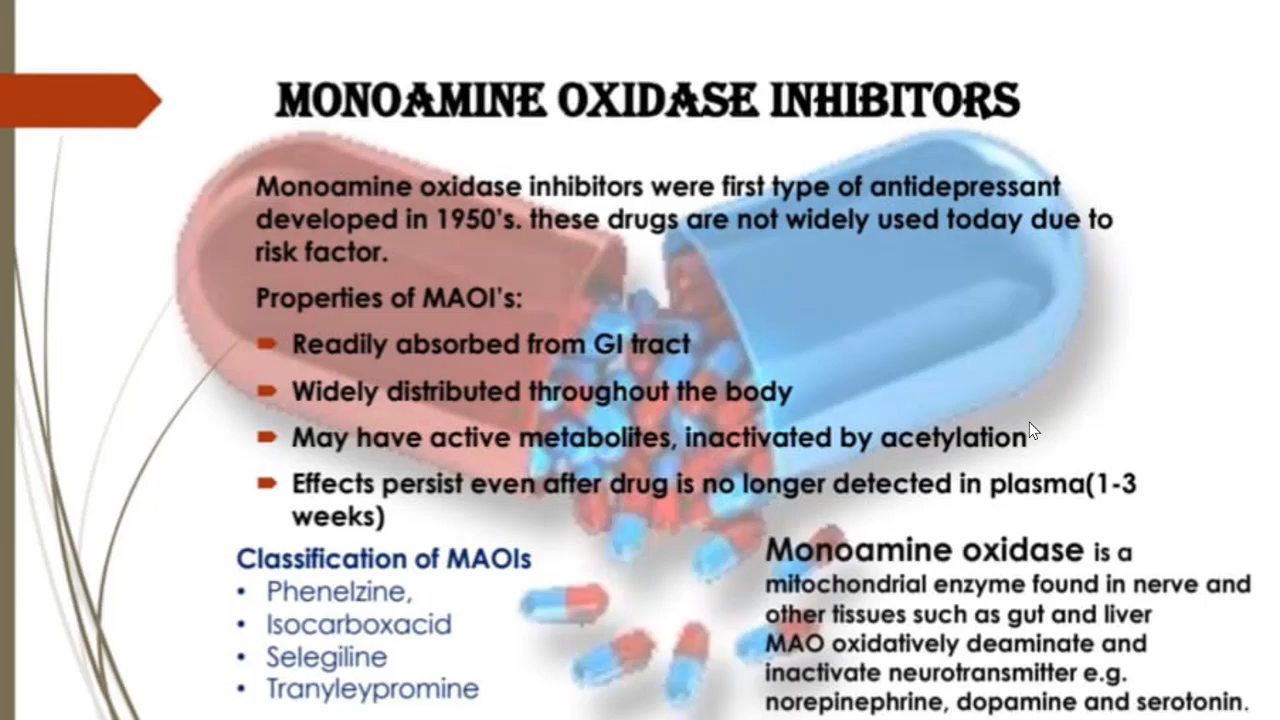 MONOAMINE OXIDASE INHIBITORS
Monoamine oxidase inhibitors were first type of antidepressant
developed in 1950's. these drugs are not widely used today due to
risk factor.
Properties of MAOI's:
Readily absorbed from GI tract
Widely distributed throughout the body
May have active metabolites, inactivated by acetylation
Effects persist even after drug is no longer detected in plasma(1-3
weeks)
Classification of MAOIs
• Phenelzine,
• Isocarboxacid
• Selegiline
• Tranyleypromine
Monoamine oxidase is a
mitochondrial enzyme found in nerve and
other tissues such as gut and liver
MAO oxidatively deaminate and
inactivate neurotransmitter e.g.
norepinephrine, dopamine and serotonin.